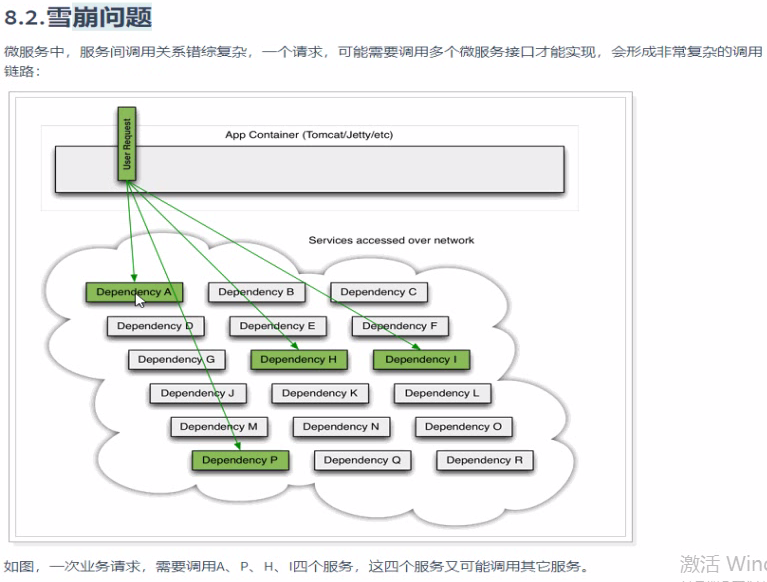 8.2.雪崩问题
微服务中，服务间调用关系错综复杂，一个请求，可能需要调用多个微服务接口才能实现，会形成非常复杂的调用
链路：
User Request
App Container (Tomcat/Jetty/etc)
Services accessed over network
Dependency A Dependency B Dependency C
Dependency D Dependency E Dependency F
Dependency G Dependency H Dependency I
Dependency J Dependency K Dependency L
Dependency M Dependency N Dependency O
Dependency P Dependency Q Dependency R
如图，一次业务请求，需要调用A、P、H、I四个服务，这四个服务又可能调用其它服务。
激活 Wind